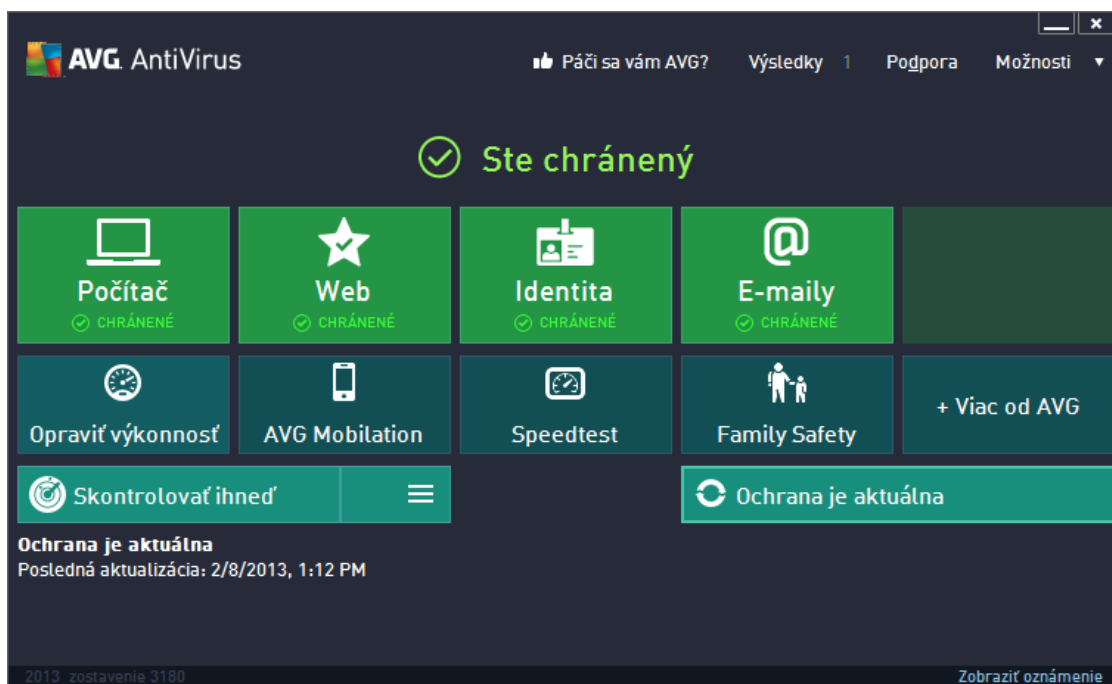 AVG. AntiVirus
Páči sa vám AVG? Výsledky 1 Podpora Možnosti
Ste chránený
Počítač
CHRÁNENÉ
Web
CHRÁNENÉ
Identita
CHRÁNENÉ
E-maily
CHRÁNENÉ
Opraviť výkonnosť
AVG Mobilation
Speedtest
Family Safety
+ Viac od AVG
Skontrolovať ihneď
Ochrana je aktuálna
Ochrana je aktuálna
Posledná aktualizácia: 2/8/2013, 1:12 PM
2013 zostavenie 3180
Zobraziť oznámenie